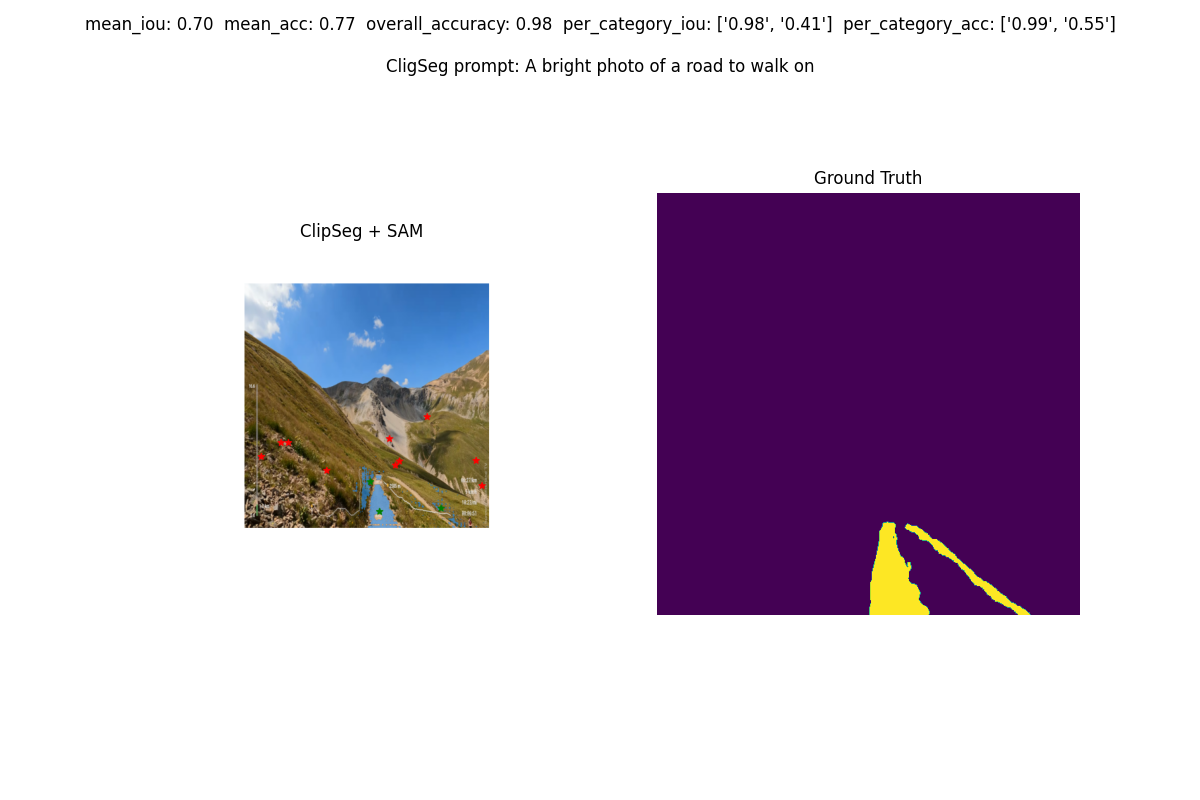 mean_iou: 0.70  mean_acc: 0.77  overall_accuracy: 0.98  per_category_iou: ['0.98', '0.41']  per_category_acc: ['0.99', '0.55']
CligSeg prompt: A bright photo of a road to walk on
Ground Truth
ClipSeg + SAM